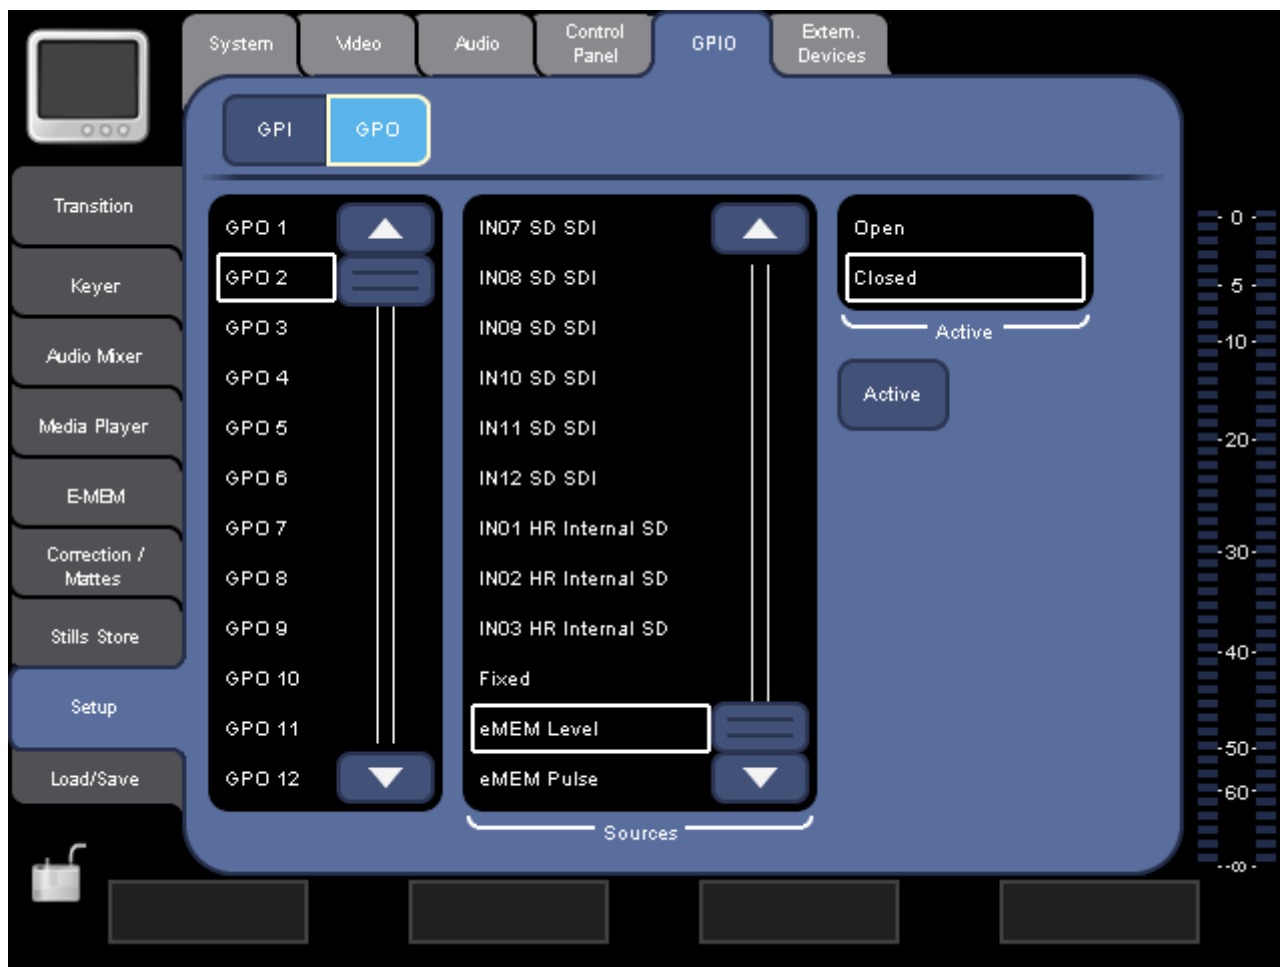 System
Video
Audio
Control
Panel
GPIO
Extern.
Devices
GPI
GPO
Transition
Keyer
Audio Mixer
Media Player
E-MEM
Correction /
Mattes
Stills Store
Setup
Load/Save
GPO 1
GPO 2
GPO 3
GPO 4
GPO 5
GPO 6
GPO 7
GPO 8
GPO 9
GPO 10
GPO 11
GPO 12
IN07 SD SDI
IN08 SD SDI
IN09 SD SDI
IN10 SD SDI
IN11 SD SDI
IN12 SD SDI
IN01 HR Internal SD
IN02 HR Internal SD
IN03 HR Internal SD
Fixed
eMEM Level
eMEM Pulse
Sources
Open
Closed
Active
Active
- 0 -
- 5 -
-10-
-20-
-30-
-40-
-50-
-60-
--∞-